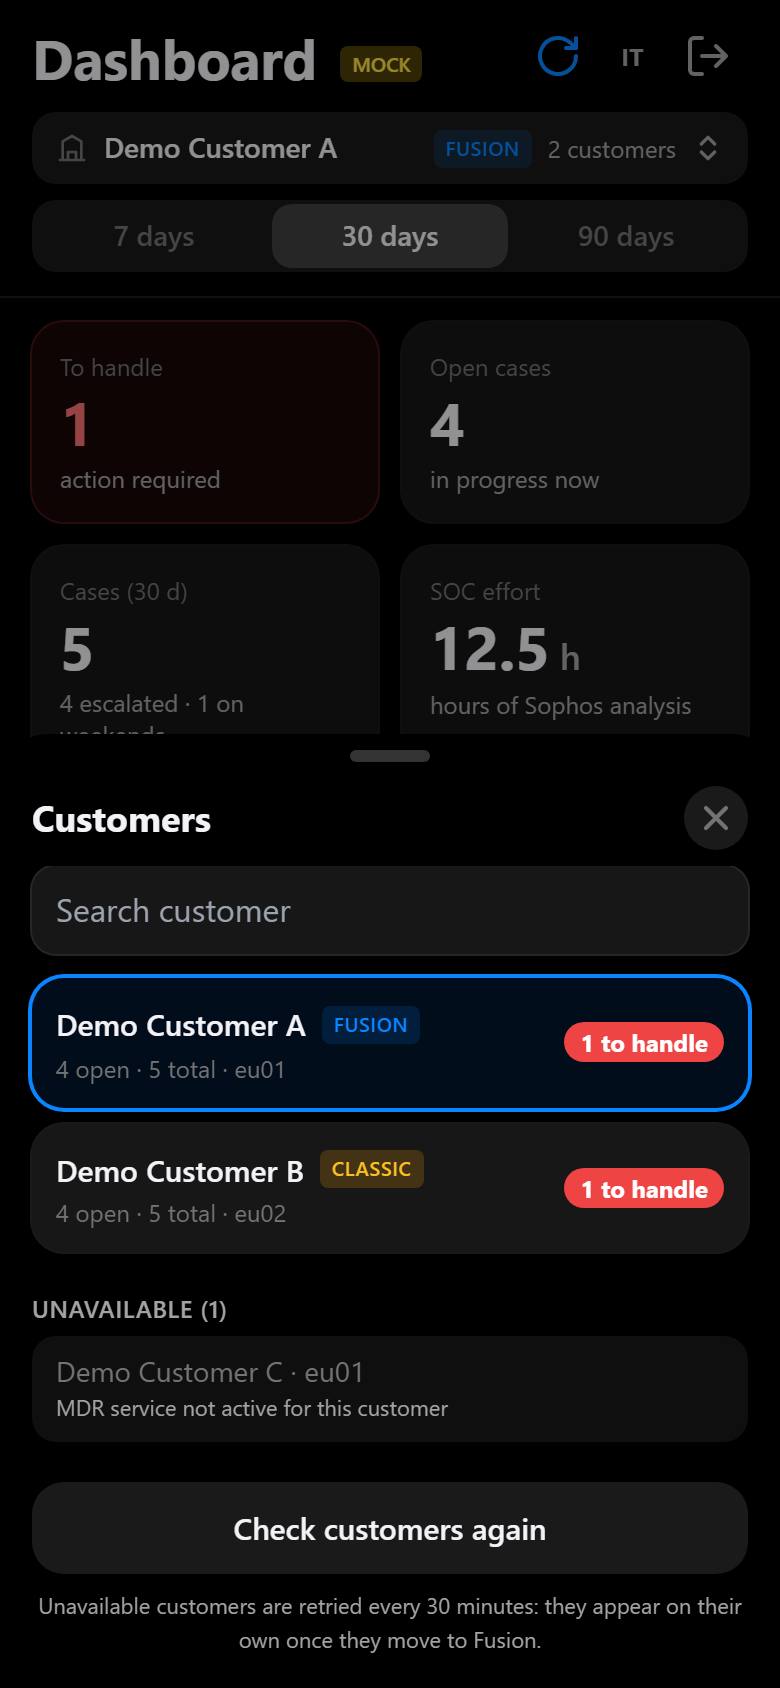 Dashboard MOCK IT
Demo Customer A FUSION 2 customers
7 days 30 days 90 days
To handle Open cases
1 4
action required in progress now
Cases (30 d) SOC effort
5 12.5 h
4 escalated · 1 on hours of Sophos analysis
weekends
Customers
Search customer
Demo Customer A FUSION
1 to handle
4 open · 5 total · eu01
Demo Customer B CLASSIC
1 to handle
4 open · 5 total · eu02
UNAVAILABLE (1)
Demo Customer C · eu01
MDR service not active for this customer
Check customers again
Unavailable customers are retried every 30 minutes: they appear on their
own once they move to Fusion.